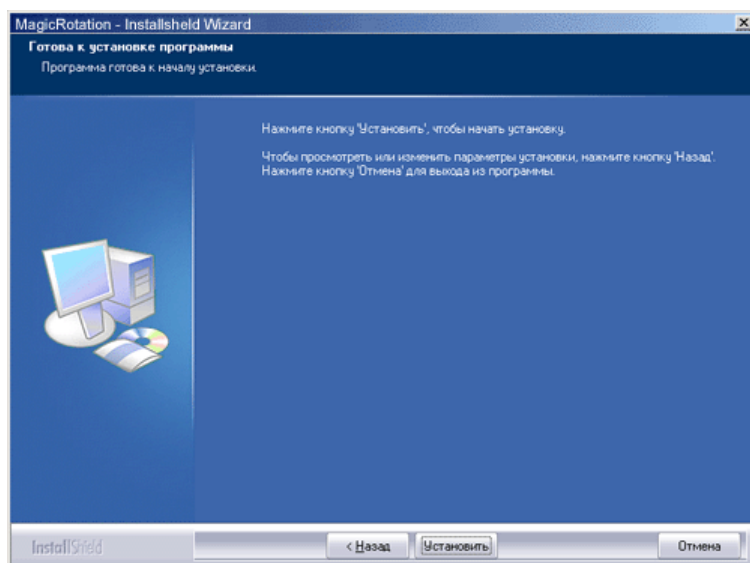 MagicRotation - Installshield Wizard
Готова к установке программы
Программа готова к началу установки.
Нажмите кнопку 'Установить', чтобы начать установку.
Чтобы просмотреть или изменить параметры установки, нажмите кнопку 'Назад'.
Нажмите кнопку 'Отмена' для выхода из программы.
InstallShield
< Назад
Установить
Отмена